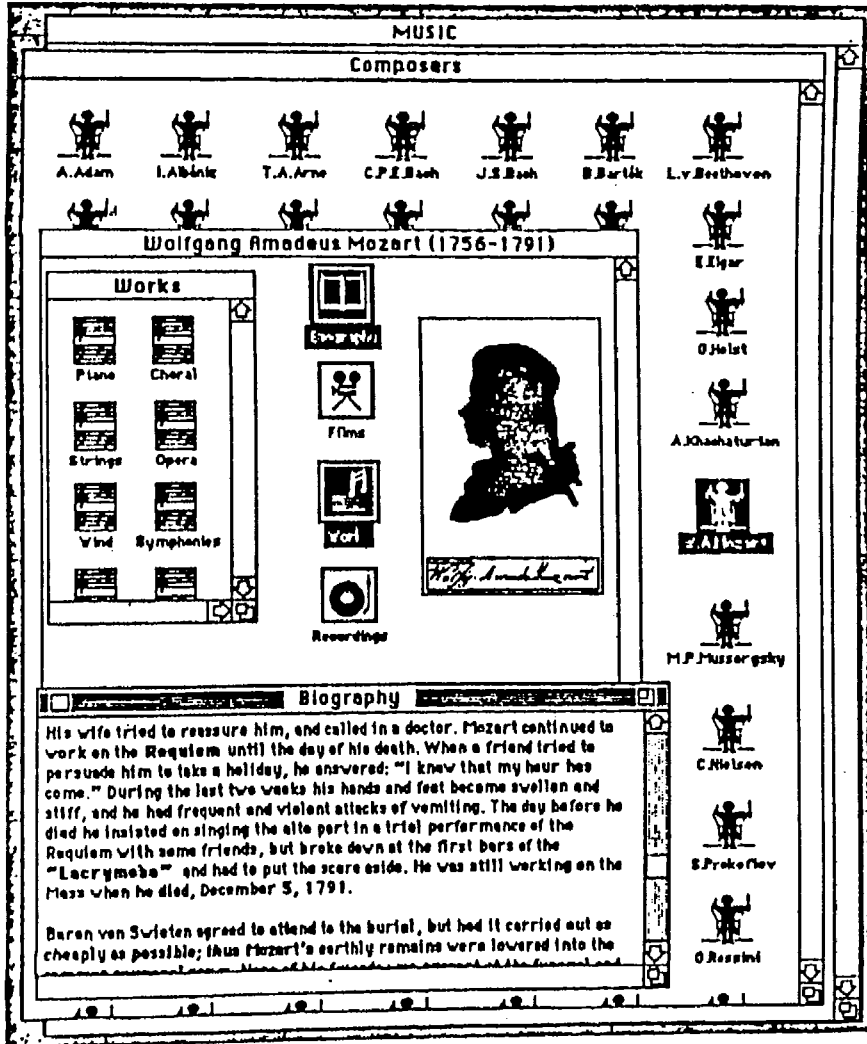 MUSIC
Composers
A.Adam
I.Albéniz
T.A.Arne
C.P.E.Bach
J.S.Bach
B.Bartók
L.v.Beethoven
Wolfgang Amadeus Mozart (1756-1791)
E.Elgar
Works
Biography
G.Holst
Piano
Choral
Films
A.Khachaturian
Strings
Opera
Work
Wind
Symphonies
Recordings
M.P.Mussorgsky
Biography
His wife tried to reassure him, and called in a doctor. Mozart continued to
work on the Requiem until the day of his death. When a friend tried to
persuade him to take a holiday, he answered: "I know that my hour has
come." During the last two weeks his hands and feet became swollen and
stiff, and he had frequent and violent attacks of vomiting. The day before he
died he insisted on singing the alto part in a trial performance of the
Requiem with some friends, but broke down at the first bars of the
"Lacrymosa" and had to put the score aside. He was still working on the
Mass when he died, December 5, 1791.
Baron van Swieten agreed to attend to the burial, but had it carried out as
cheaply as possible; thus Mozart's earthly remains were lowered into the
C.Nielsen
S.Prokofiev
G.Rossini